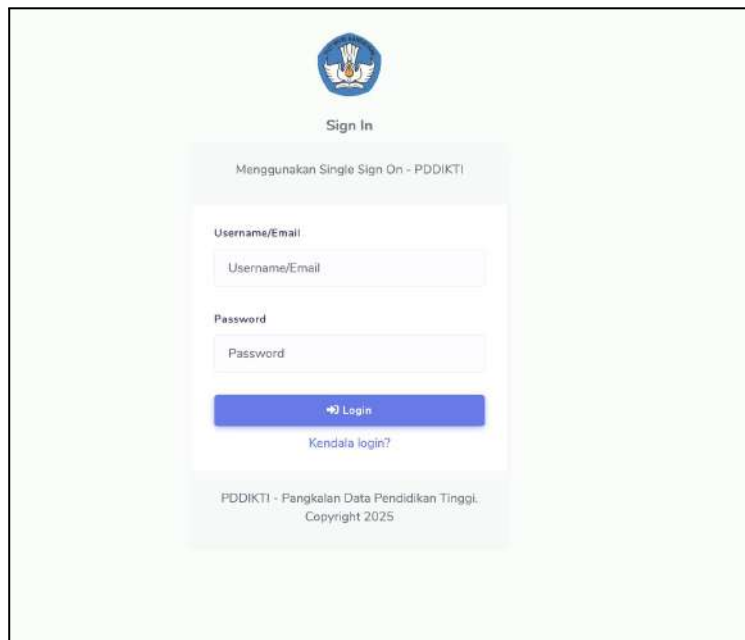 Sign In
Menggunakan Single Sign On - PDDIKTI
Username/Email
Username/Email
Password
Password
Login
Kendala login?
PDDIKTI - Pangkalan Data Pendidikan Tinggi.
Copyright 2025